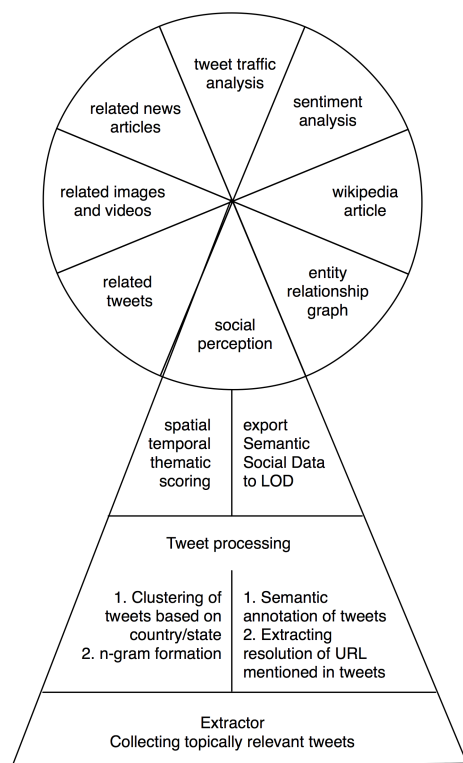 tweet traffic
analysis
related news
articles
sentiment
analysis
related images
and videos
wikipedia
article
related
tweets
entity
relationship
graph
social
perception
spatial
temporal
thematic
scoring
export
Semantic
Social Data
to LOD
Tweet processing
1. Clustering of
tweets based on
country/state
2. n-gram formation
1. Semantic
annotation of tweets
2. Extracting
resolution of URL
mentioned in tweets
Extractor
Collecting topically relevant tweets